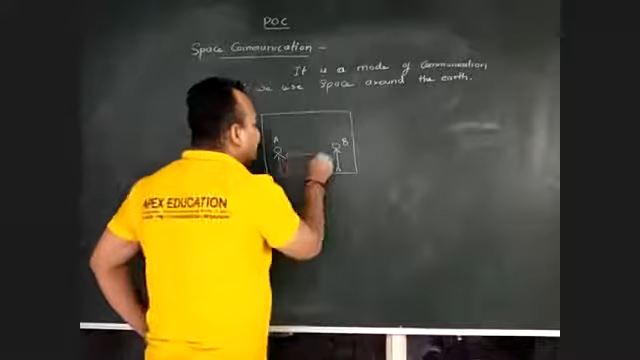 POC
Space Communication -
It is a mode of Communication
we use Space around the earth.
A
B
APEX EDUCATION